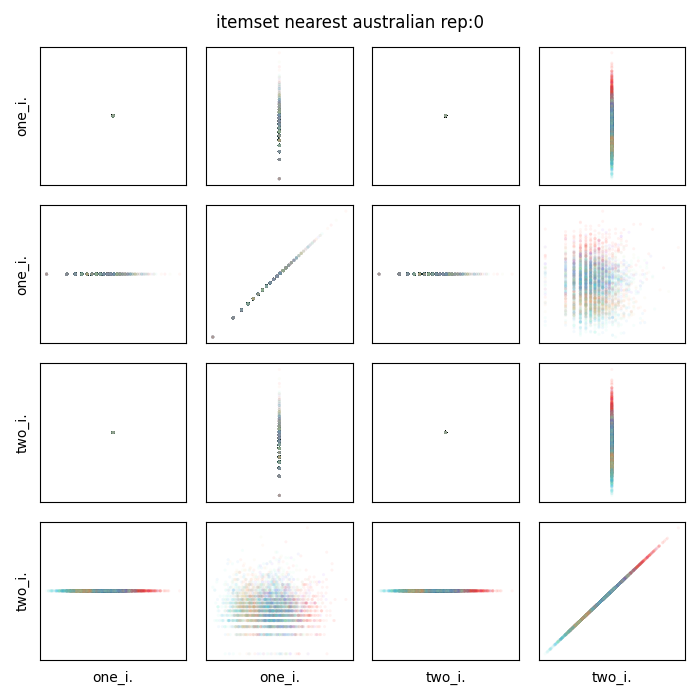 itemset nearest australian rep:0
one_i.
one_i.
two_i.
two_i.
one_i.
one_i.
two_i.
two_i.